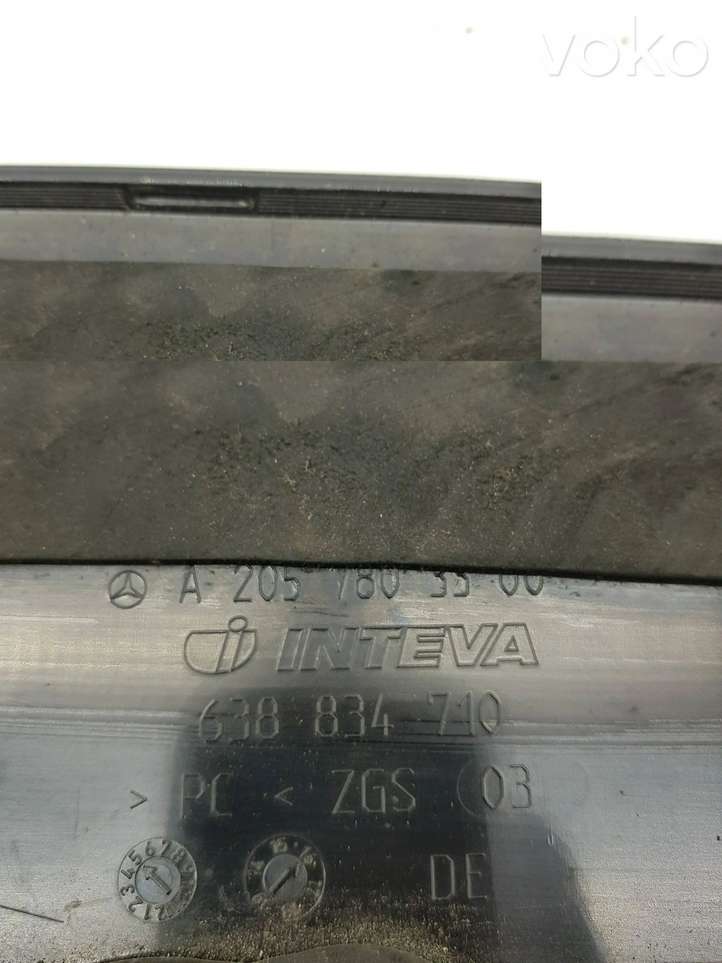 voko
A 205 780 35 00
INTEVA
638 834 710
> PC < ZGS 03
DE